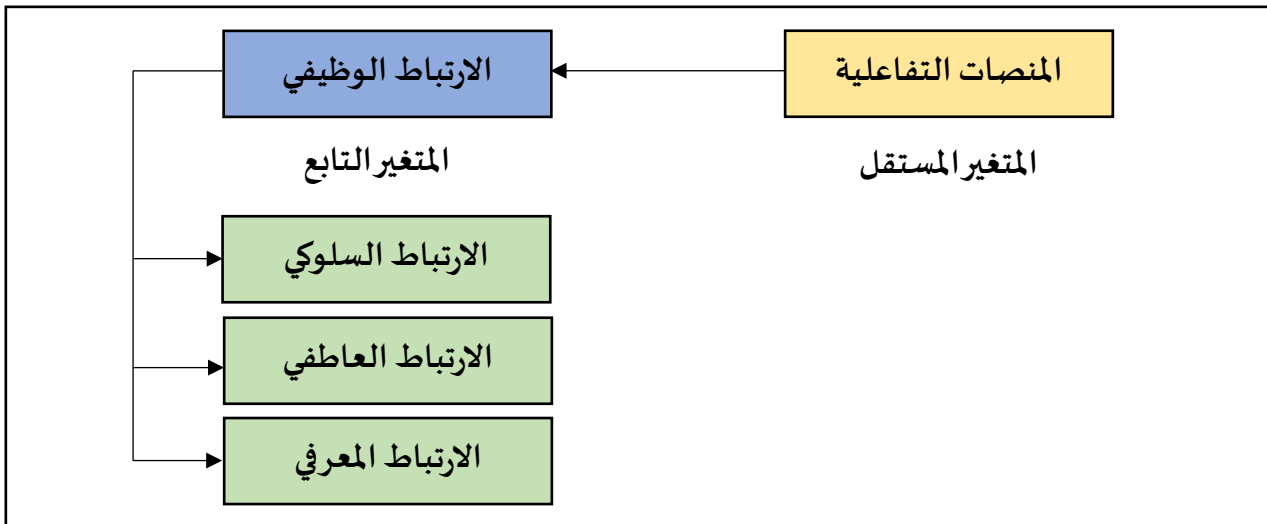 المنصات التفاعلية
الارتباط الوظيفي
المتغير المستقل
المتغير التابع
الارتباط السلوكي
الارتباط العاطفي
الارتباط المعرفي